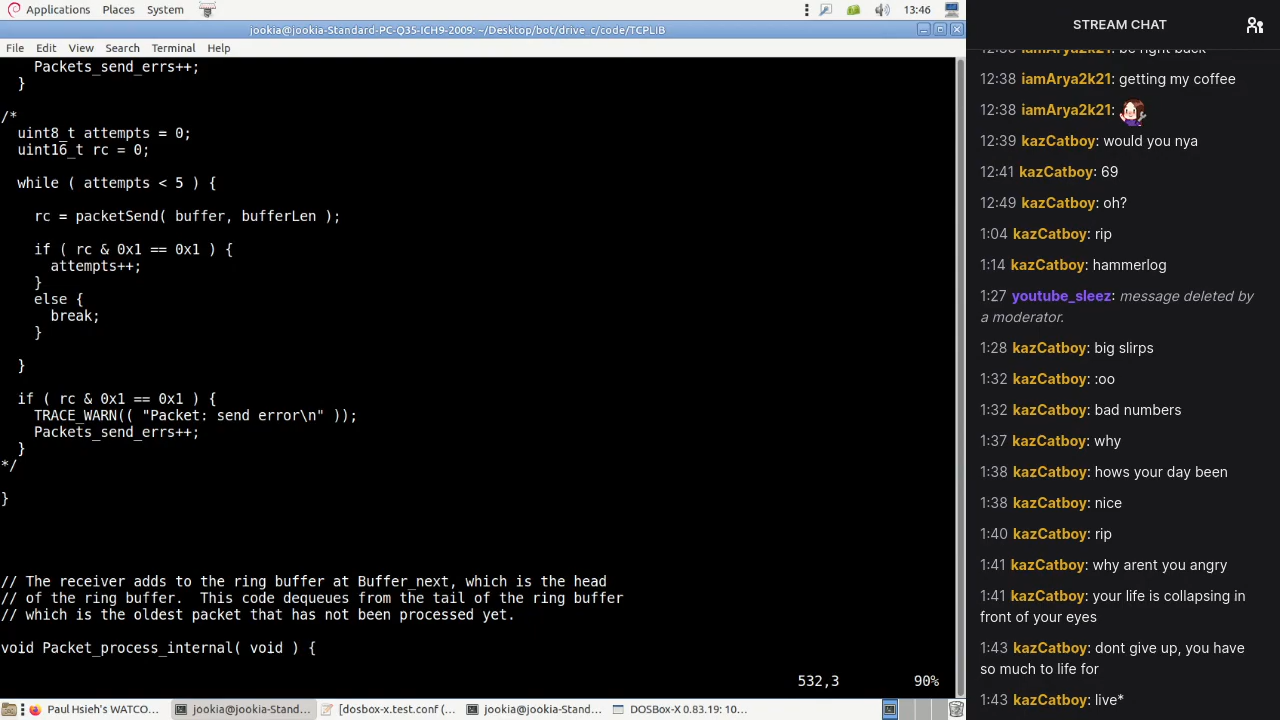 Applications Places System 13:46
jookia@jookia-Standard-PC-Q35-ICH9-2009: ~/Desktop/bot/drive_c/code/TCPLIB
File Edit View Search Terminal Help
Packets_send_errs++;
}
/*
uint8_t attempts = 0;
uint16_t rc = 0;
while ( attempts < 5 ) {
rc = packetSend( buffer, bufferLen );
if ( rc & 0x1 == 0x1 ) {
attempts++;
}
else {
break;
}
}
if ( rc & 0x1 == 0x1 ) {
TRACE_WARN(( "Packet: send error\n" ));
Packets_send_errs++;
}
*/
}
// The receiver adds to the ring buffer at Buffer_next, which is the head
// of the ring buffer.  This code dequeues from the tail of the ring buffer
// which is the oldest packet that has not been processed yet.
void Packet_process_internal( void ) {
532,3 90%
Paul Hsieh's WATCO... jookia@jookia-Stand... [dosbox-x.test.conf (... jookia@jookia-Stand... DOSBox-X 0.83.19: 10...
STREAM CHAT
12:38 iamArya2k21: be right back
12:38 iamArya2k21: getting my coffee
12:38 iamArya2k21:
12:39 kazCatboy: would you nya
12:41 kazCatboy: 69
12:49 kazCatboy: oh?
1:04 kazCatboy: rip
1:14 kazCatboy: hammerlog
1:27 youtube_sleez: message deleted by
a moderator.
1:28 kazCatboy: big slirps
1:32 kazCatboy: :oo
1:32 kazCatboy: bad numbers
1:37 kazCatboy: why
1:38 kazCatboy: hows your day been
1:38 kazCatboy: nice
1:40 kazCatboy: rip
1:41 kazCatboy: why arent you angry
1:41 kazCatboy: your life is collapsing in
front of your eyes
1:43 kazCatboy: dont give up, you have
so much to life for
1:43 kazCatboy: live*